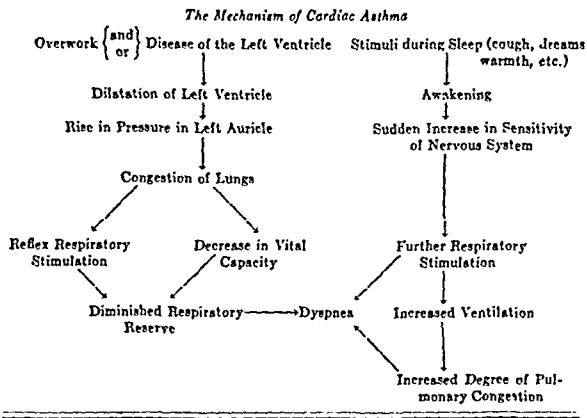 The Mechanism of Cardiac Asthma
Overwork {and/or} Disease of the Left Ventricle
Stimuli during Sleep (cough, dreams
warmth, etc.)
Dilatation of Left Ventricle
Awakening
Rise in Pressure in Left Auricle
Sudden Increase in Sensitivity
of Nervous System
Congestion of Lungs
Reflex Respiratory
Stimulation
Decrease in Vital
Capacity
Further Respiratory
Stimulation
Diminished Respiratory
Reserve
Dyspnea
Increased Ventilation
Increased Degree of Pul-
monary Congestion